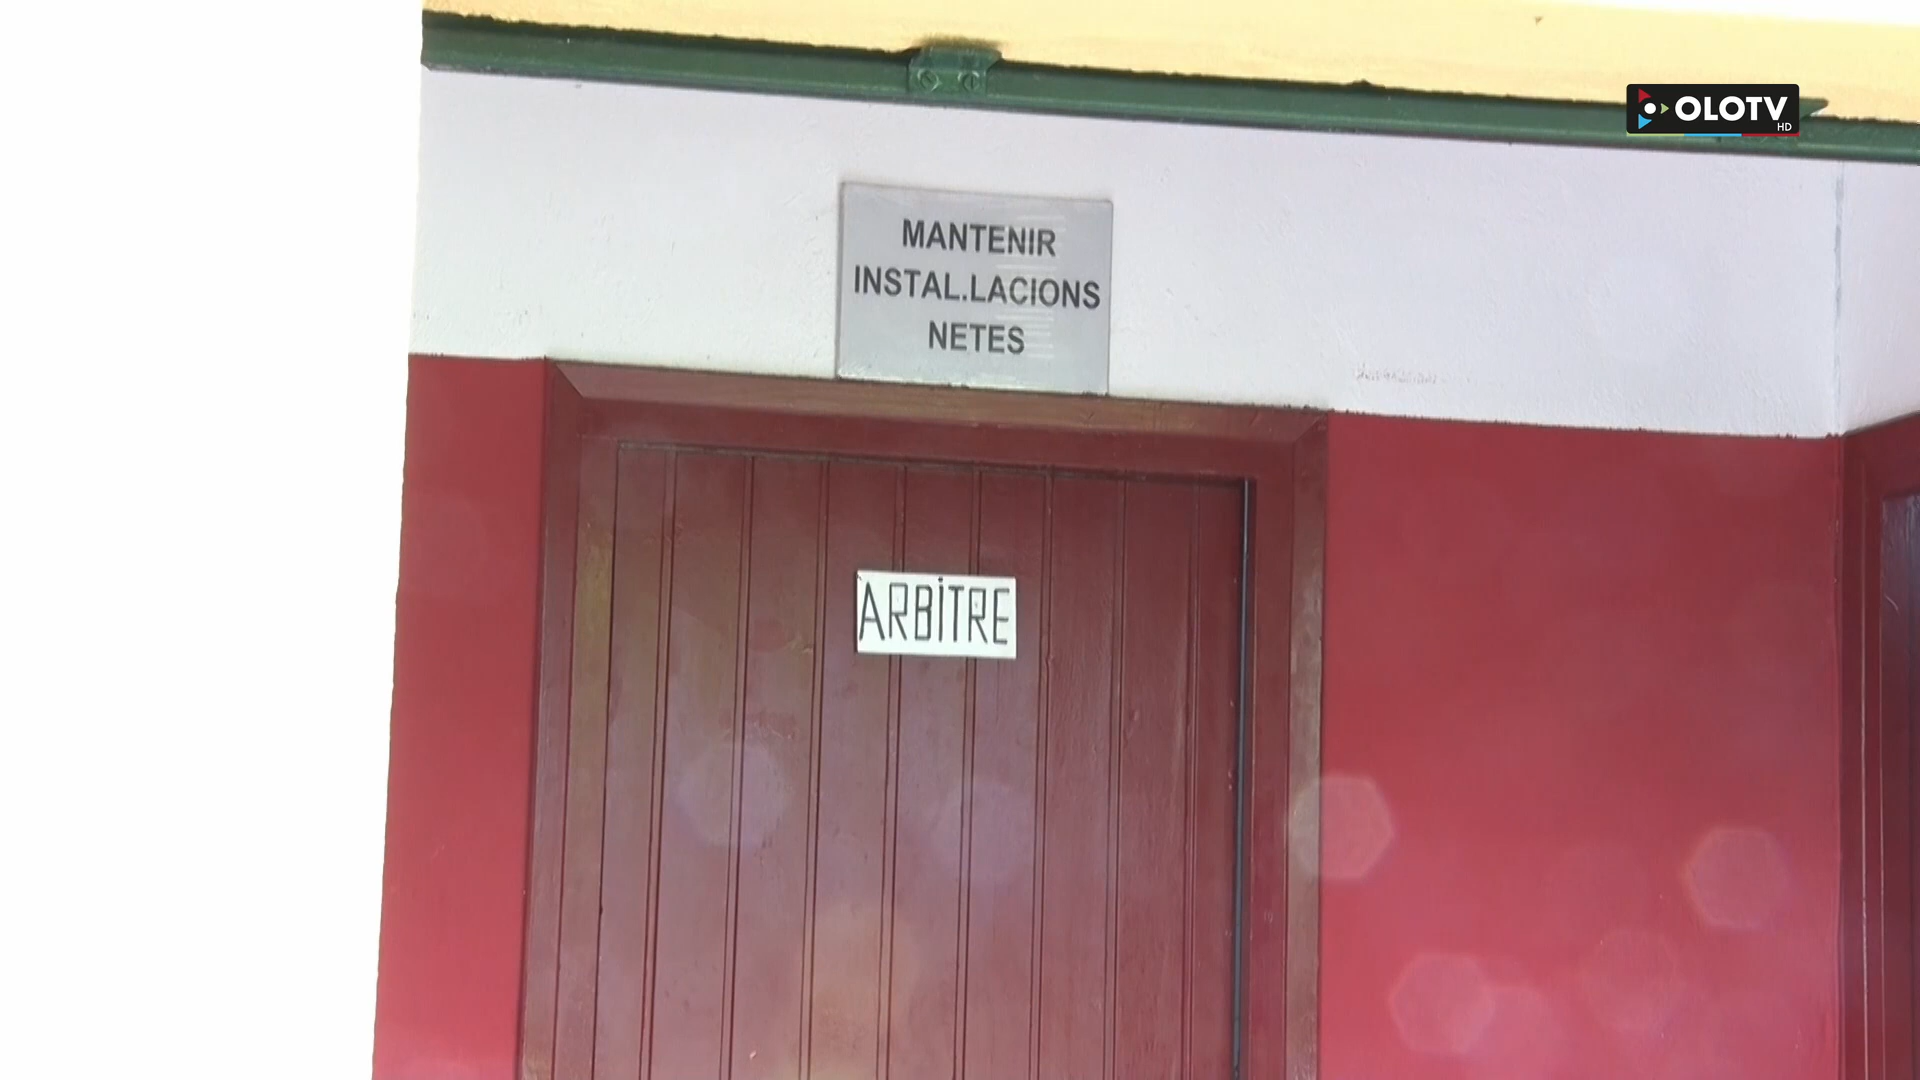 OLOTV
HD
MANTENIR
INSTAL.LACIONS
NETES
ARBITRE